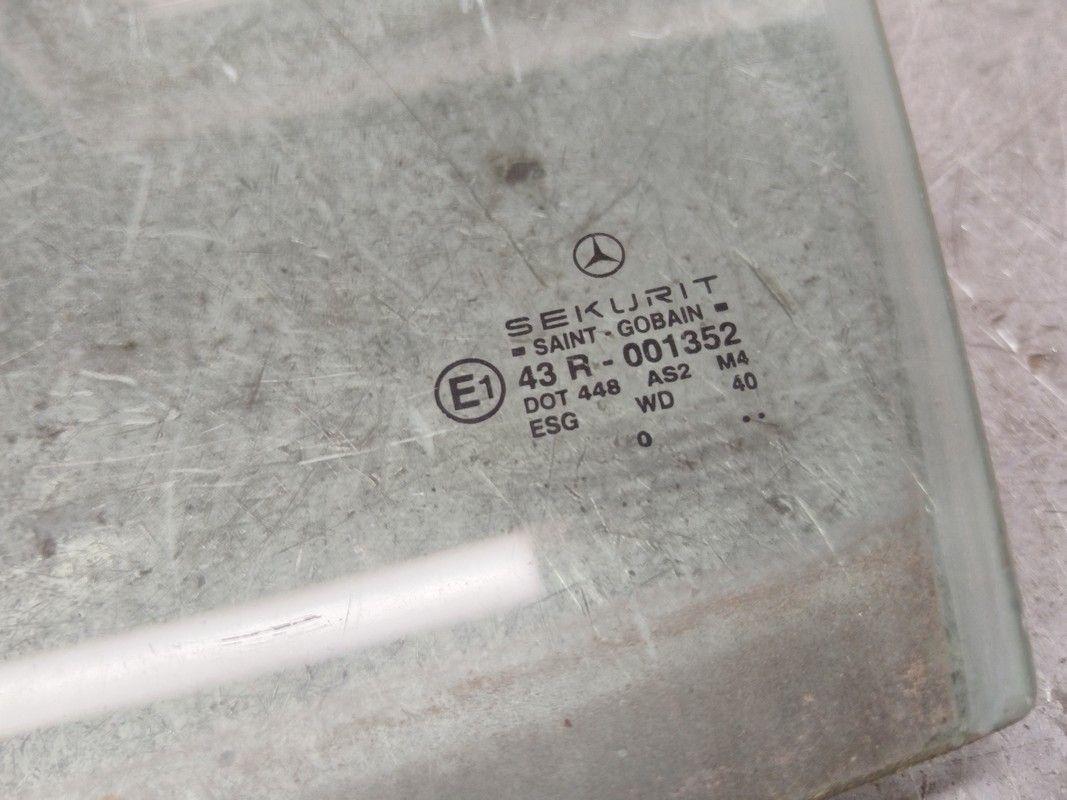 SEKURIT
SAINT - GOBAIN
E1 43 R - 001352
DOT 448 AS2 M4
ESG WD 40
0 ..